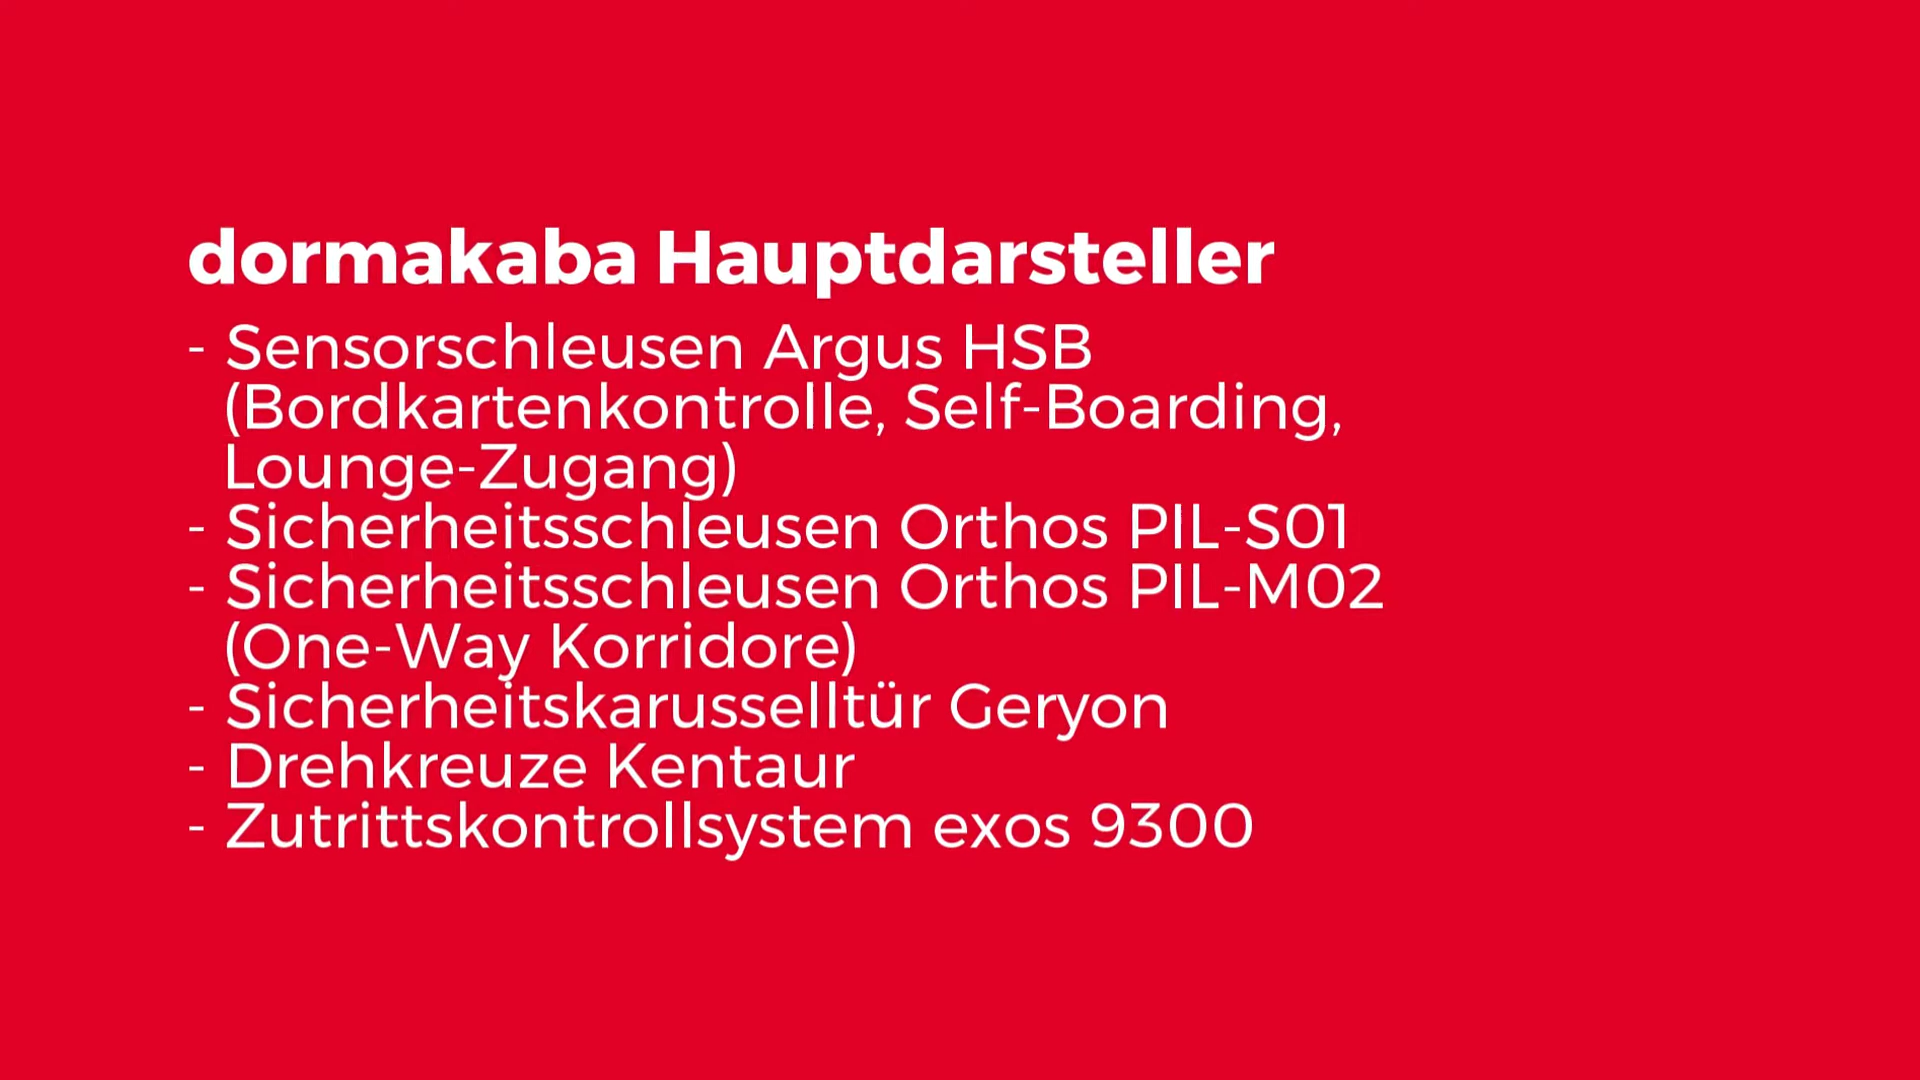 dormakaba Hauptdarsteller
- Sensorschleusen Argus HSB
(Bordkartenkontrolle, Self-Boarding,
Lounge-Zugang)
- Sicherheitsschleusen Orthos PIL-S01
- Sicherheitsschleusen Orthos PIL-M02
(One-Way Korridore)
- Sicherheitskarusselltür Geryon
- Drehkreuze Kentaur
- Zutrittskontrollsystem exos 9300